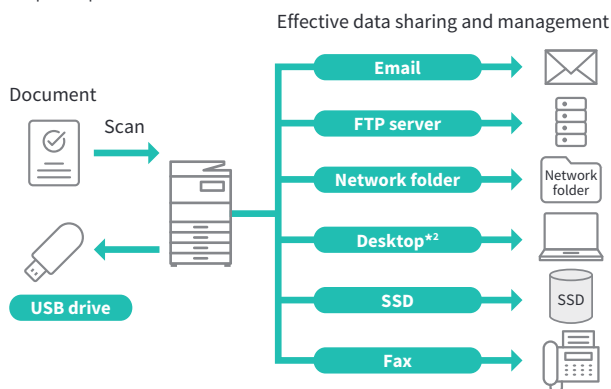 Effective data sharing and management
Document
Scan
USB drive
Email
FTP server
Network folder
Desktop*2
SSD
Fax
Network
folder
SSD